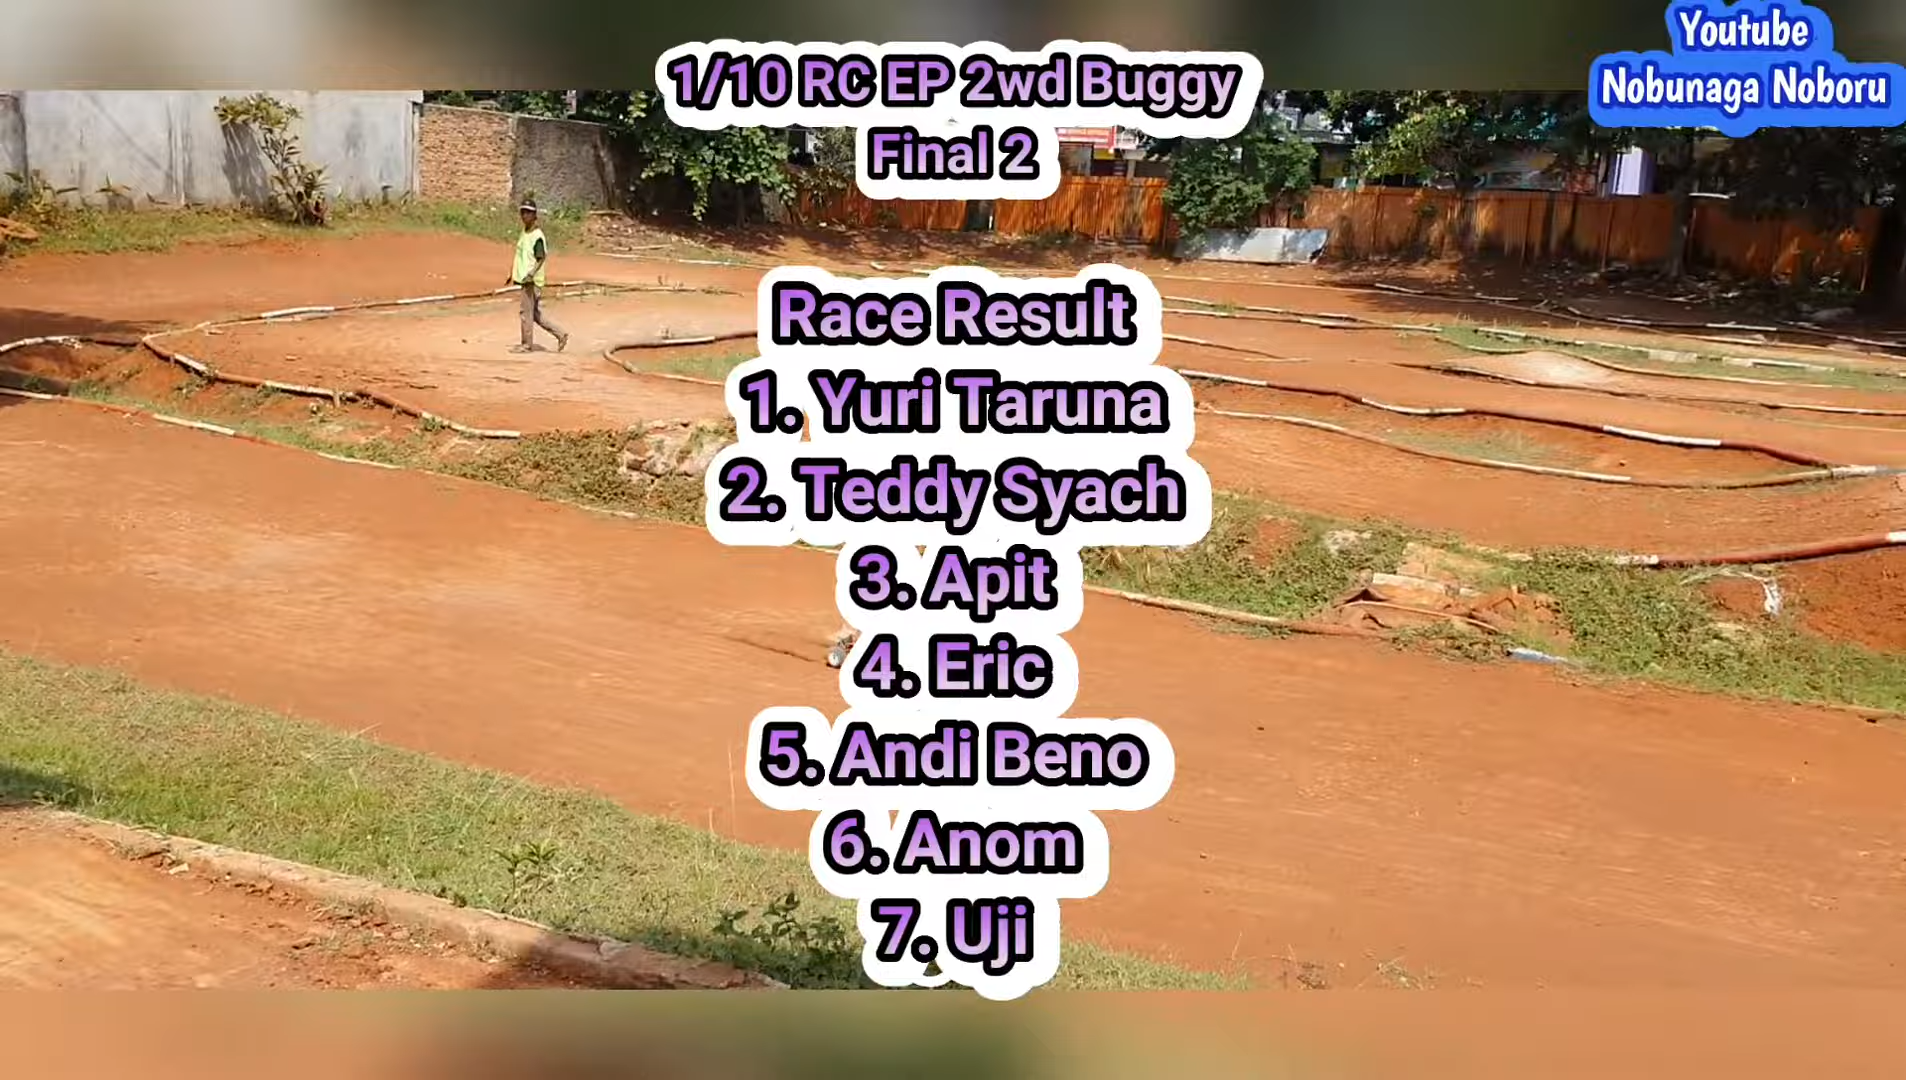 Youtube
Nobunaga Noboru
1/10 RC EP 2wd Buggy
Final 2
Race Result
1. Yuri Taruna
2. Teddy Syach
3. Apit
4. Eric
5. Andi Beno
6. Anom
7. Uji